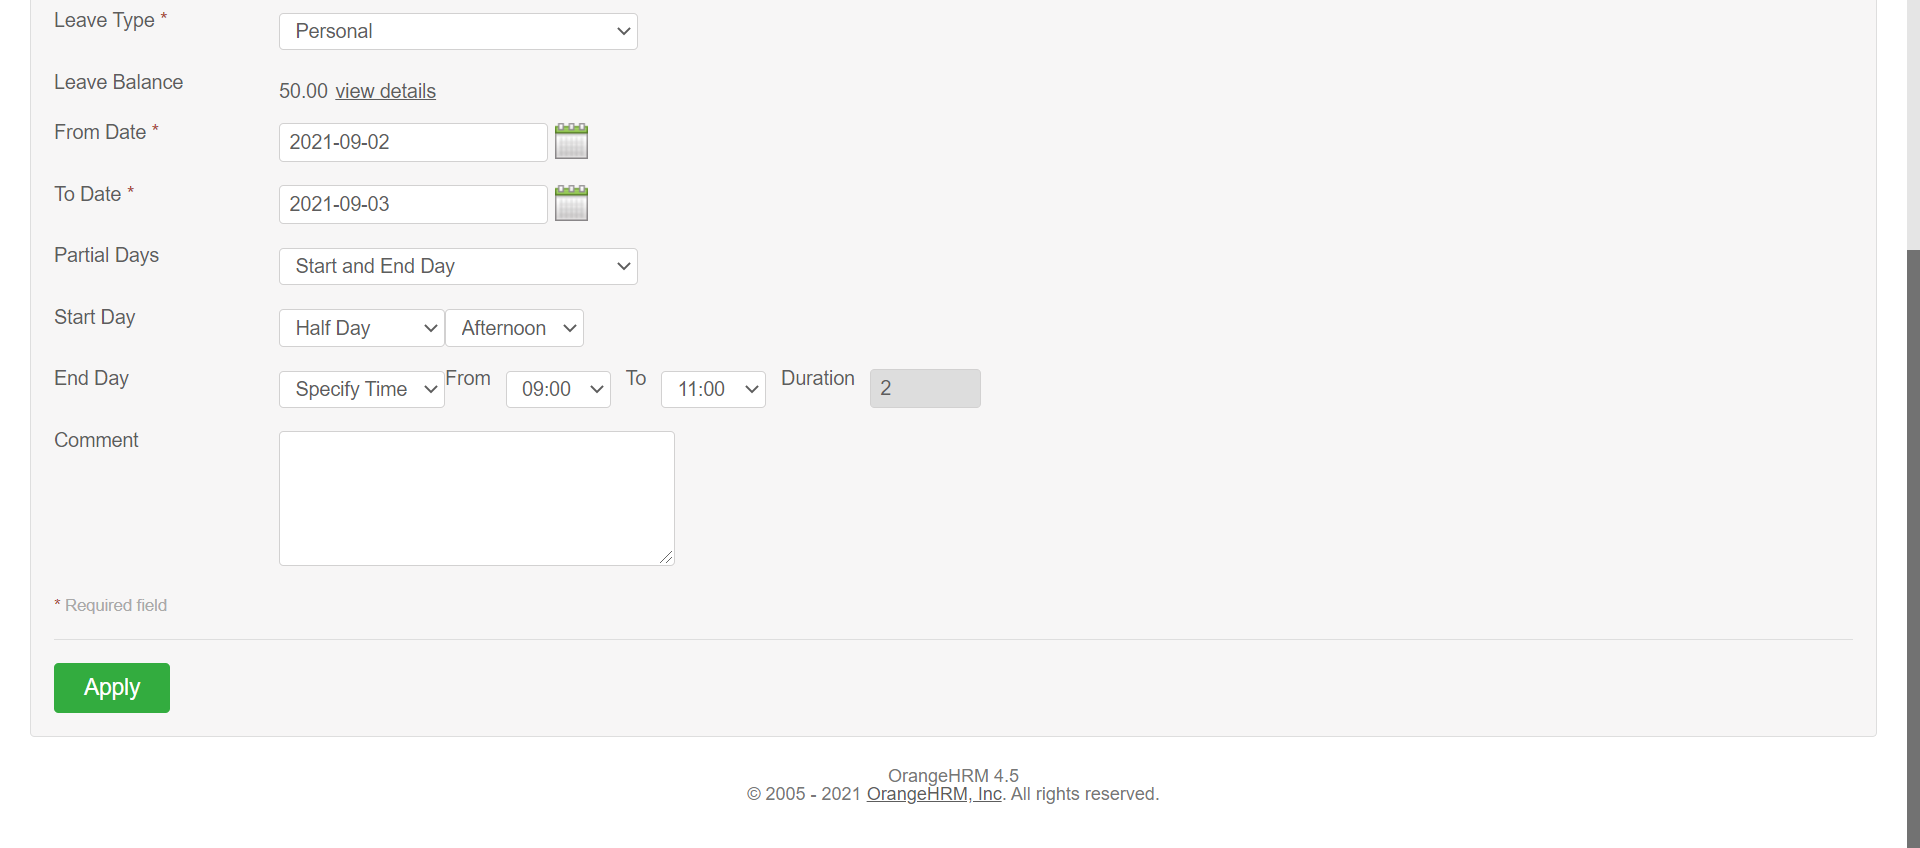 Leave Type *
Personal
Leave Balance
50.00 view details
From Date *
2021-09-02
To Date *
2021-09-03
Partial Days
Start and End Day
Start Day
Half Day Afternoon
End Day
Specify Time From 09:00 To 11:00 Duration 2
Comment
* Required field
Apply
OrangeHRM 4.5
© 2005 - 2021 OrangeHRM, Inc. All rights reserved.